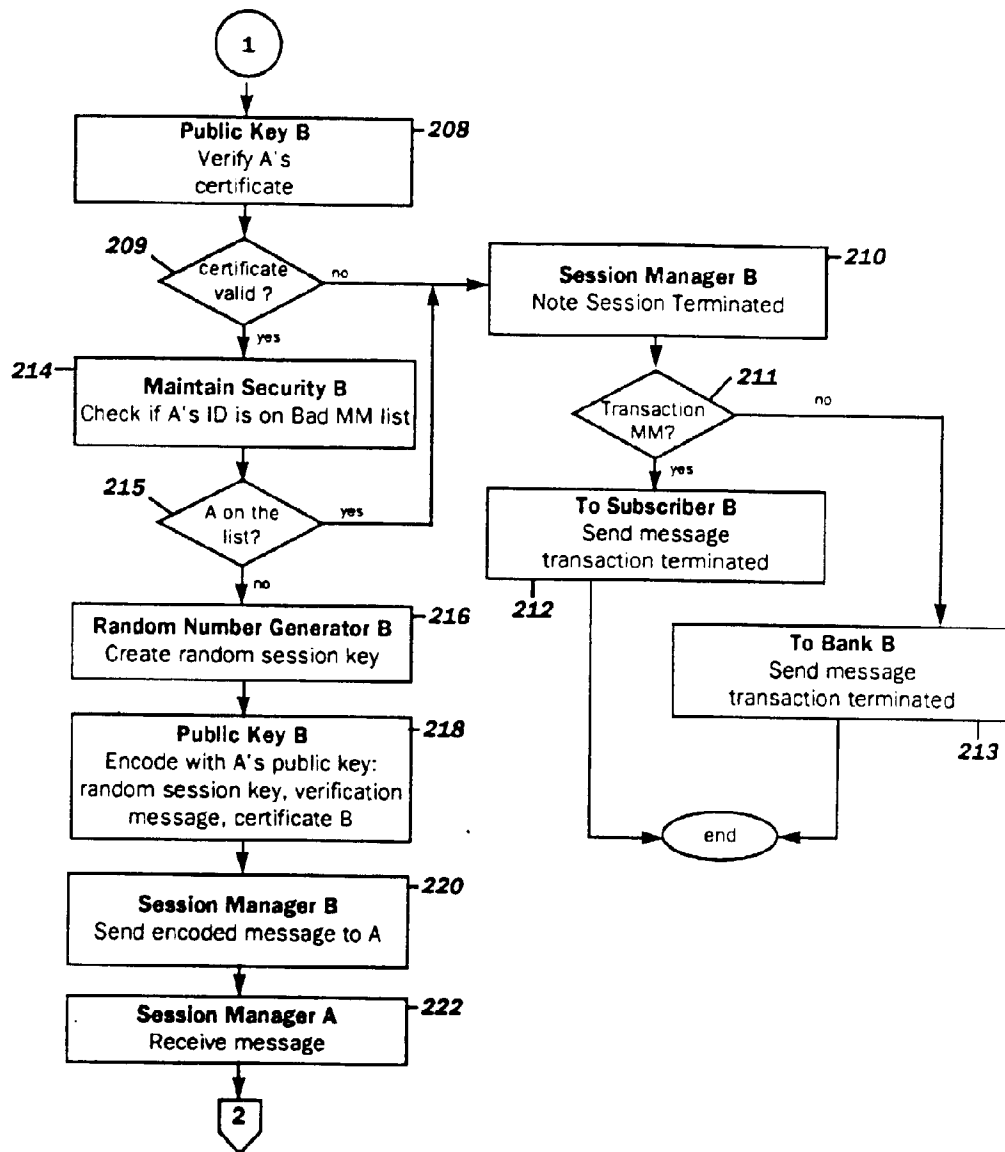 1
Public Key B
Verify A's
certificate
208
209
certificate
valid ?
no
yes
Session Manager B
Note Session Terminated
210
214
Maintain Security B
Check if A's ID is on Bad MM list
211
Transaction
MM?
no
yes
215
A on the
list?
yes
no
To Subscriber B
Send message
transaction terminated
212
Random Number Generator B
Create random session key
216
To Bank B
Send message
transaction terminated
213
Public Key B
Encode with A's public key:
random session key, verification
message, certificate B
218
end
Session Manager B
Send encoded message to A
220
Session Manager A
Receive message
222
2